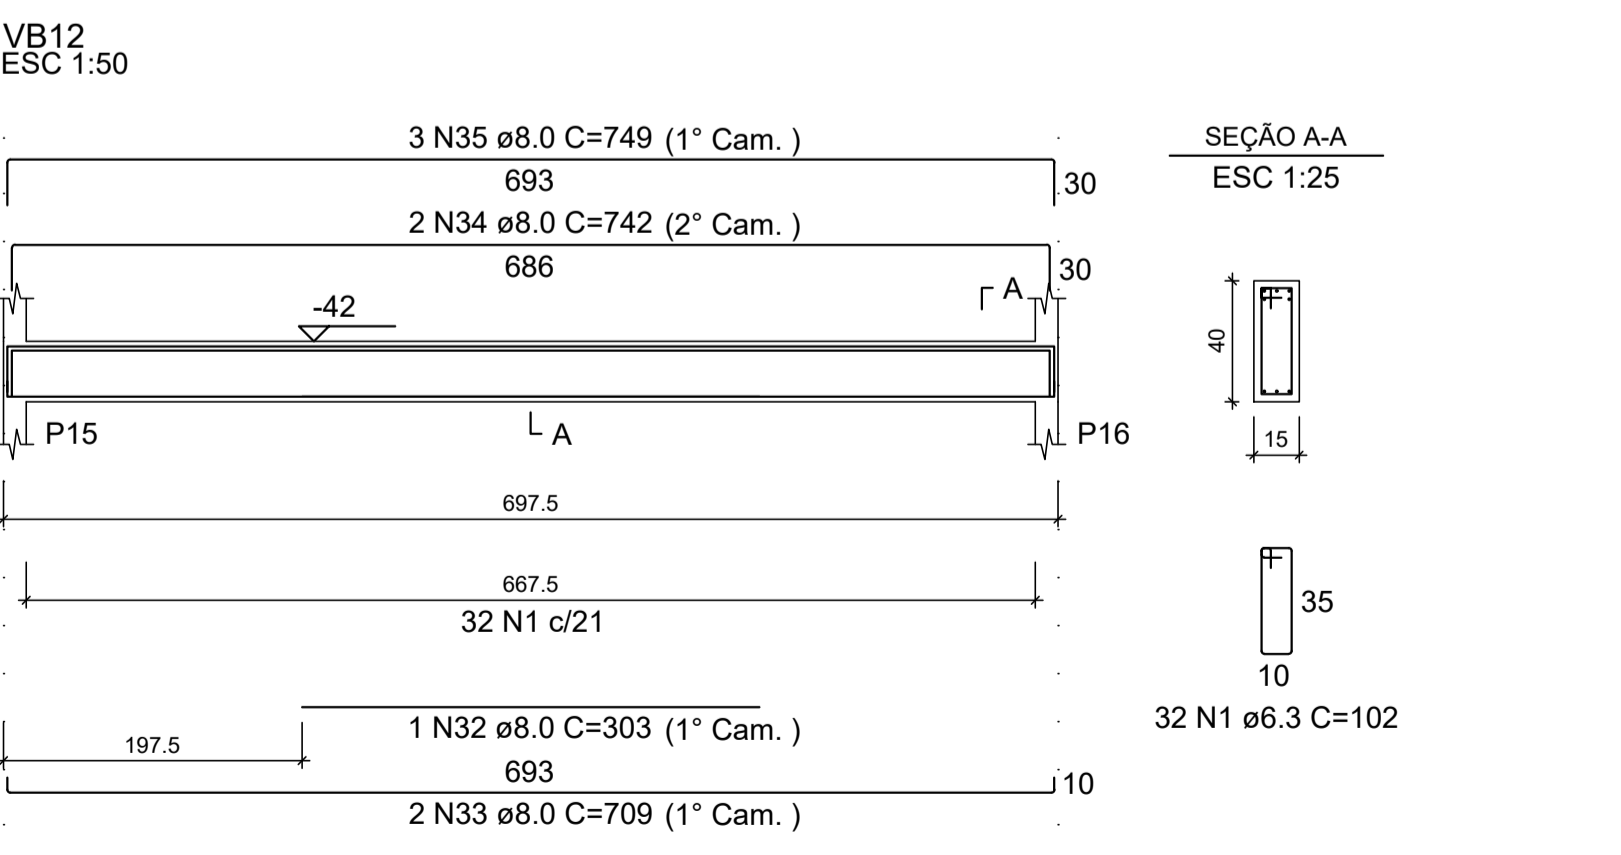 VB12
ESC 1:50
3 N35 ø8.0 C=749 (1° Cam. )
693
30
2 N34 ø8.0 C=742 (2° Cam. )
686
30
-42
A
P15
A
P16
697.5
667.5
32 N1 c/21
1 N32 ø8.0 C=303 (1° Cam. )
197.5
693
10
2 N33 ø8.0 C=709 (1° Cam. )
SEÇÃO A-A
ESC 1:25
40
15
35
10
32 N1 ø6.3 C=102